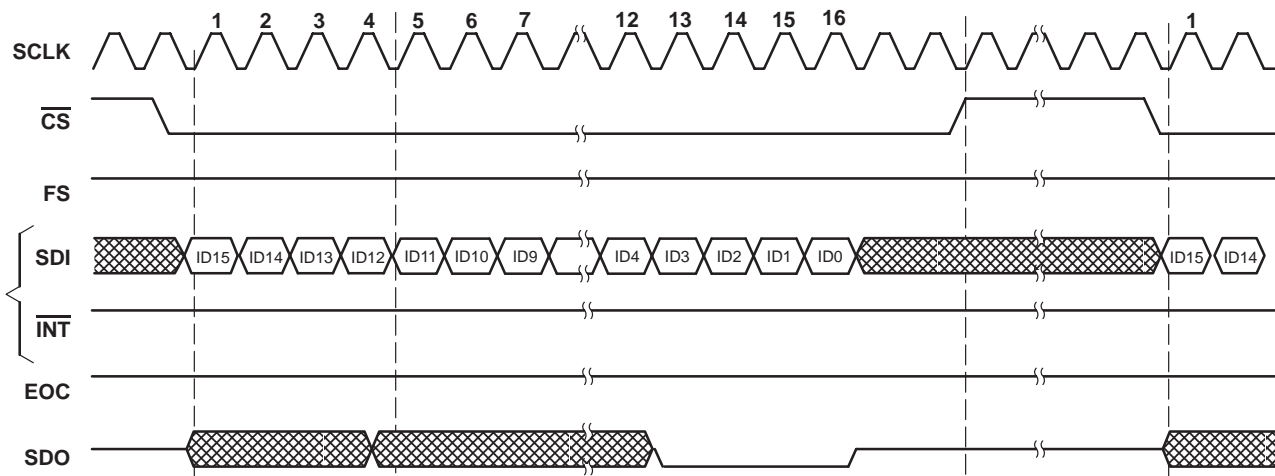 1 2 3 4 5 6 7 12 13 14 15 16 1
SCLK
CS
FS
SDI ID15 ID14 ID13 ID12 ID11 ID10 ID9 ID4 ID3 ID2 ID1 ID0 ID15 ID14
INT
EOC
SDO